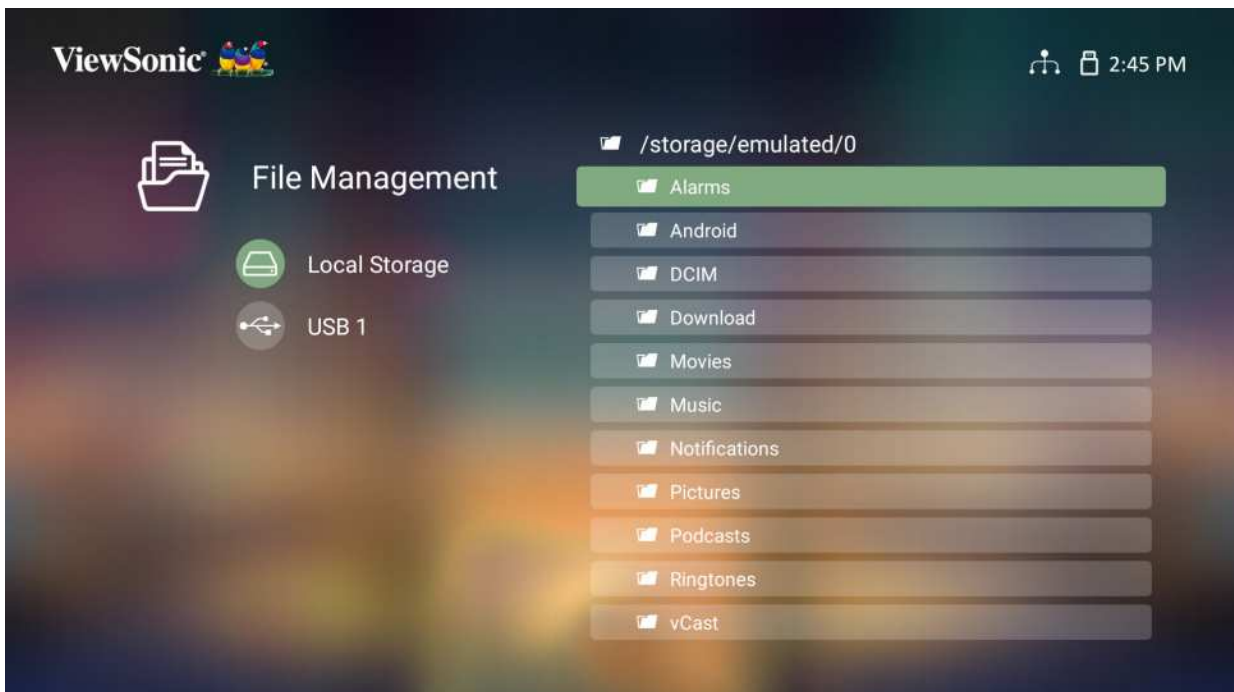 ViewSonic®
2:45 PM
File Management
Local Storage
USB 1
/storage/emulated/0
Alarms
Android
DCIM
Download
Movies
Music
Notifications
Pictures
Podcasts
Ringtones
vCast